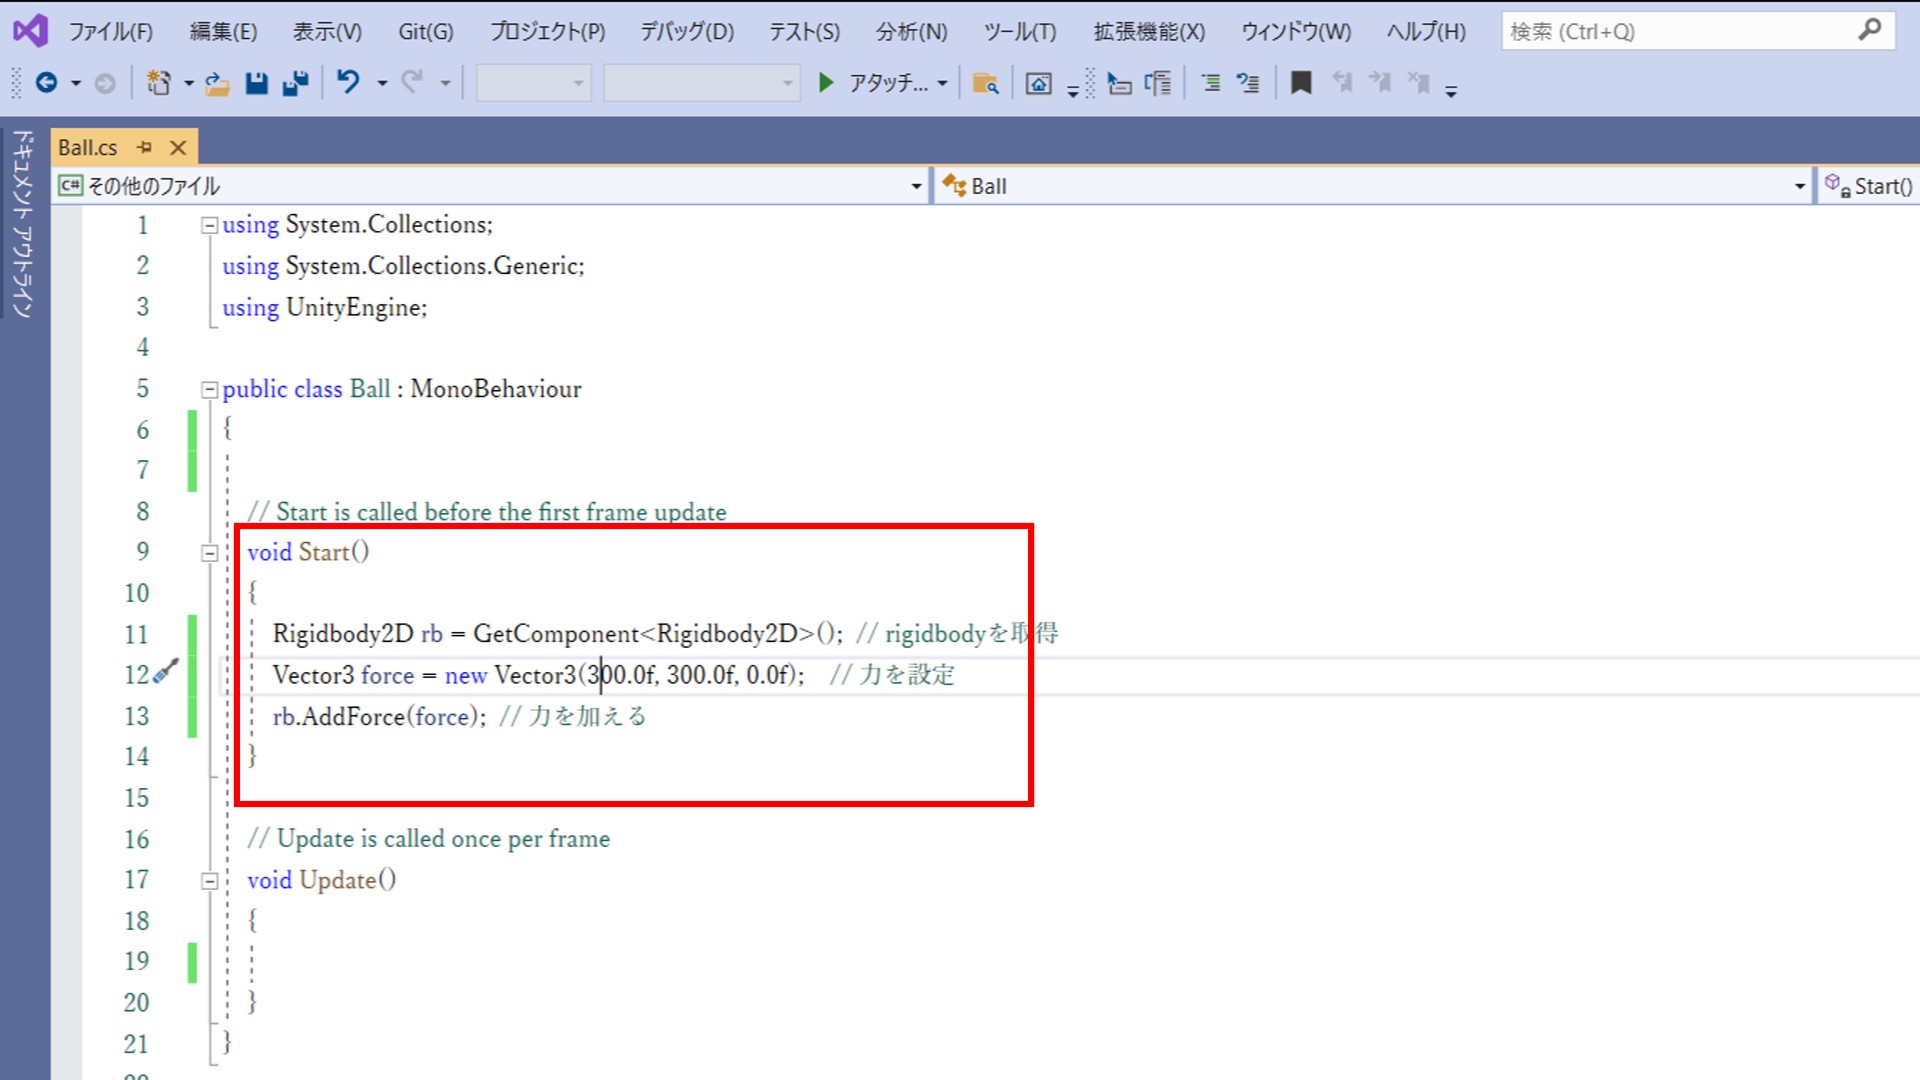 ファイル(F) 編集(E) 表示(V) Git(G) プロジェクト(P) デバッグ(D) テスト(S) 分析(N) ツール(T) 拡張機能(X) ウィンドウ(W) ヘルプ(H) 検索 (Ctrl+Q)
アタッチ...
ドキュメント アウトライン
Ball.cs
C# その他のファイル Ball Start()
1 using System.Collections;
2 using System.Collections.Generic;
3 using UnityEngine;
4
5 public class Ball : MonoBehaviour
6 {
7
8 // Start is called before the first frame update
9 void Start()
10 {
11 Rigidbody2D rb = GetComponent<Rigidbody2D>(); // rigidbodyを取得
12 Vector3 force = new Vector3(300.0f, 300.0f, 0.0f); // 力を設定
13 rb.AddForce(force); // 力を加える
14 }
15
16 // Update is called once per frame
17 void Update()
18 {
19
20 }
21 }